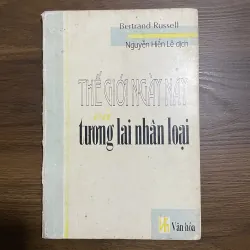 Bertrand Russell
Nguyễn Hiến Lê dịch
THẾ GIỚI NGÀY NAY
tương lai nhân loại
Văn hóa